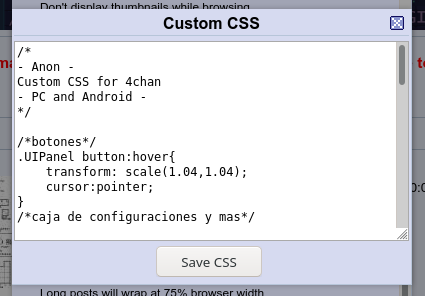 Don't display thumbnails while browsing
Custom CSS
/*
- Anon -
Custom CSS for 4chan
- PC and Android -
*/
/*botones*/
.UIPanel button:hover{
    transform: scale(1.04,1.04);
    cursor:pointer;
}
/*caja de configuraciones y mas*/
Save CSS
Long posts will wrap at 75% browser width